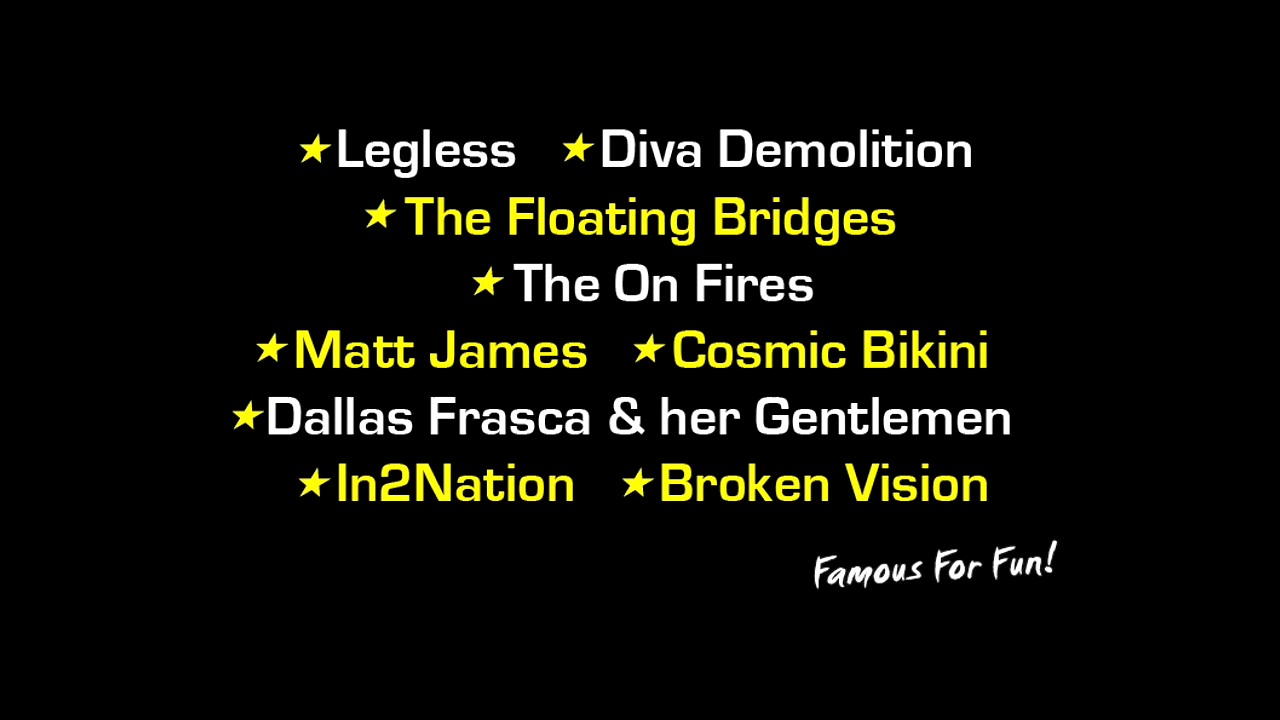 ★Legless ★Diva Demolition
★The Floating Bridges
★The On Fires
★Matt James ★Cosmic Bikini
★Dallas Frasca & her Gentlemen
★In2Nation ★Broken Vision
Famous For Fun!